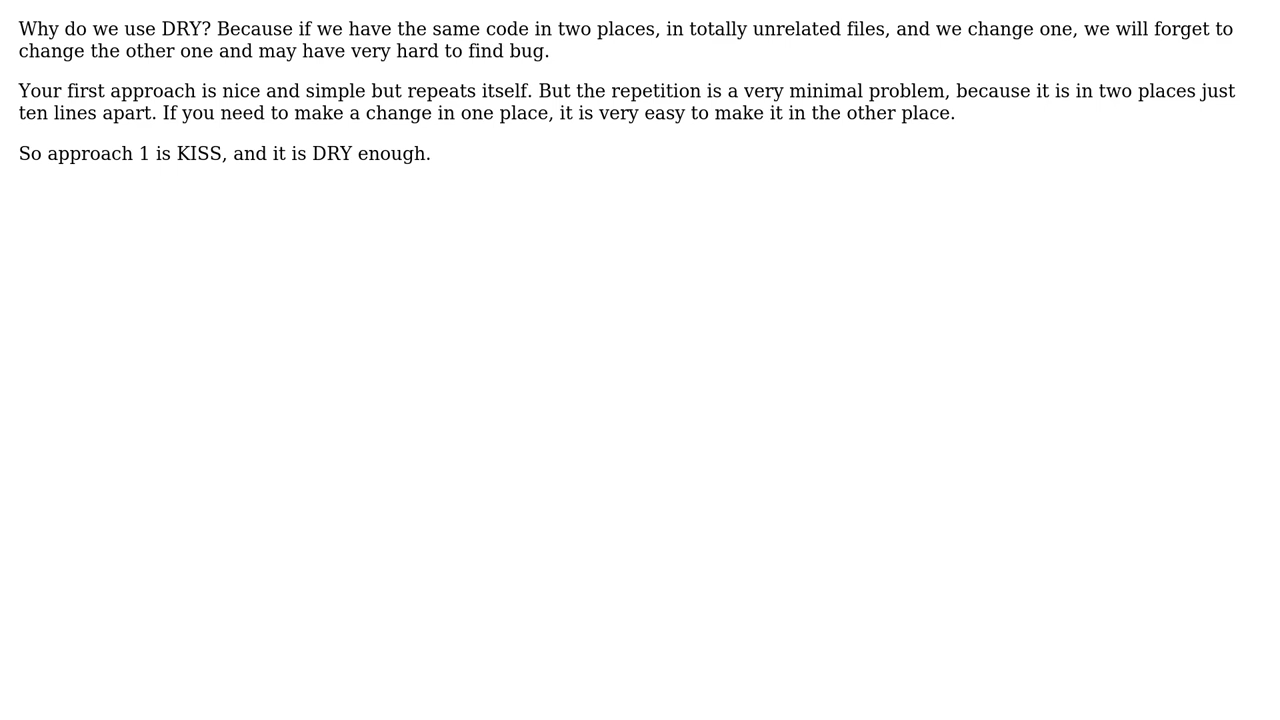 Why do we use DRY? Because if we have the same code in two places, in totally unrelated files, and we change one, we will forget to
change the other one and may have very hard to find bug.
Your first approach is nice and simple but repeats itself. But the repetition is a very minimal problem, because it is in two places just
ten lines apart. If you need to make a change in one place, it is very easy to make it in the other place.
So approach 1 is KISS, and it is DRY enough.